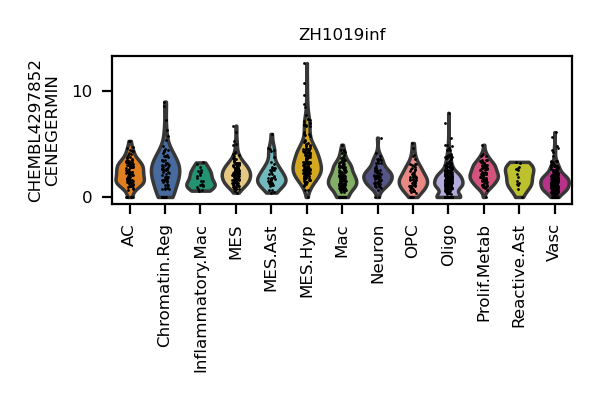 ZH1019inf
CHEMBL4297852
CENEGERMIN
10
0
AC
Chromatin.Reg
Inflammatory.Mac
MES
MES.Ast
MES.Hyp
Mac
Neuron
OPC
Oligo
Prolif.Metab
Reactive.Ast
Vasc